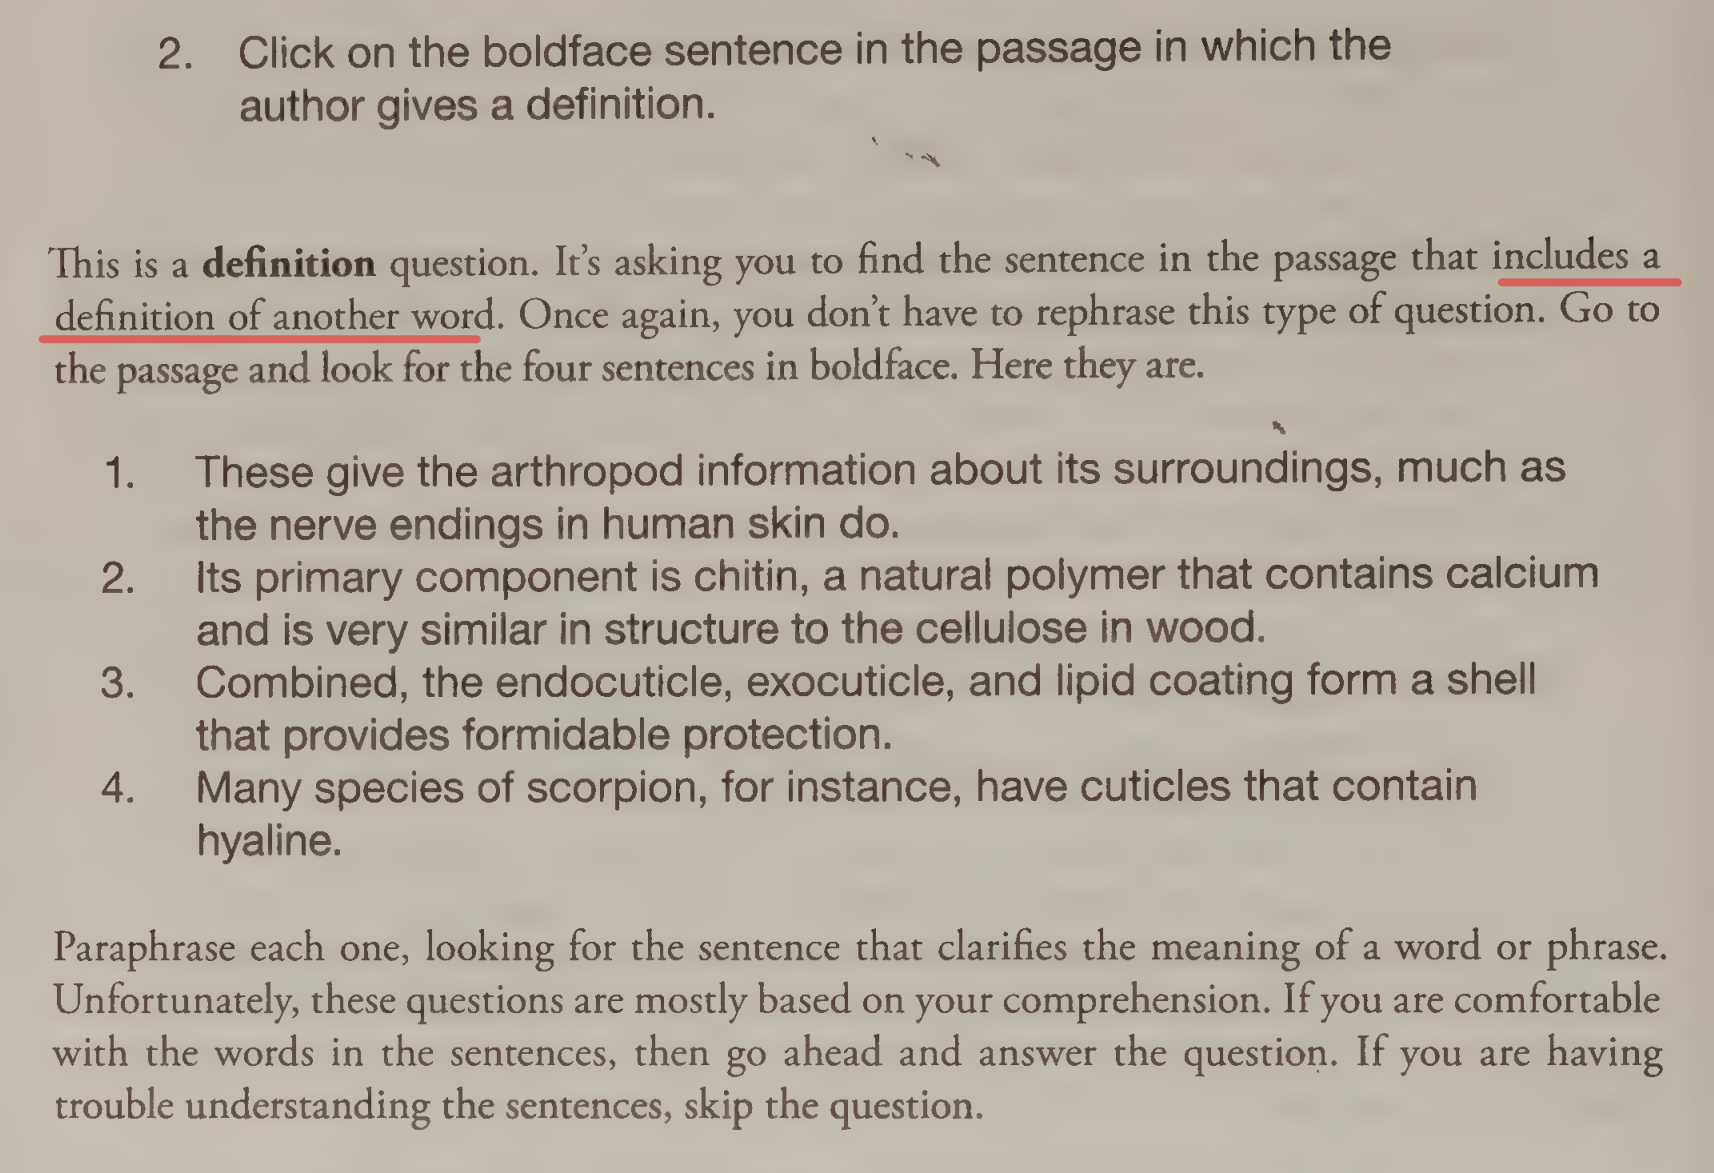 2. Click on the boldface sentence in the passage in which the
author gives a definition.
This is a definition question. It's asking you to find the sentence in the passage that includes a
definition of another word. Once again, you don't have to rephrase this type of question. Go to
the passage and look for the four sentences in boldface. Here they are.
1. These give the arthropod information about its surroundings, much as
the nerve endings in human skin do.
2. Its primary component is chitin, a natural polymer that contains calcium
and is very similar in structure to the cellulose in wood.
3. Combined, the endocuticle, exocuticle, and lipid coating form a shell
that provides formidable protection.
4. Many species of scorpion, for instance, have cuticles that contain
hyaline.
Paraphrase each one, looking for the sentence that clarifies the meaning of a word or phrase.
Unfortunately, these questions are mostly based on your comprehension. If you are comfortable
with the words in the sentences, then go ahead and answer the question. If you are having
trouble understanding the sentences, skip the question.